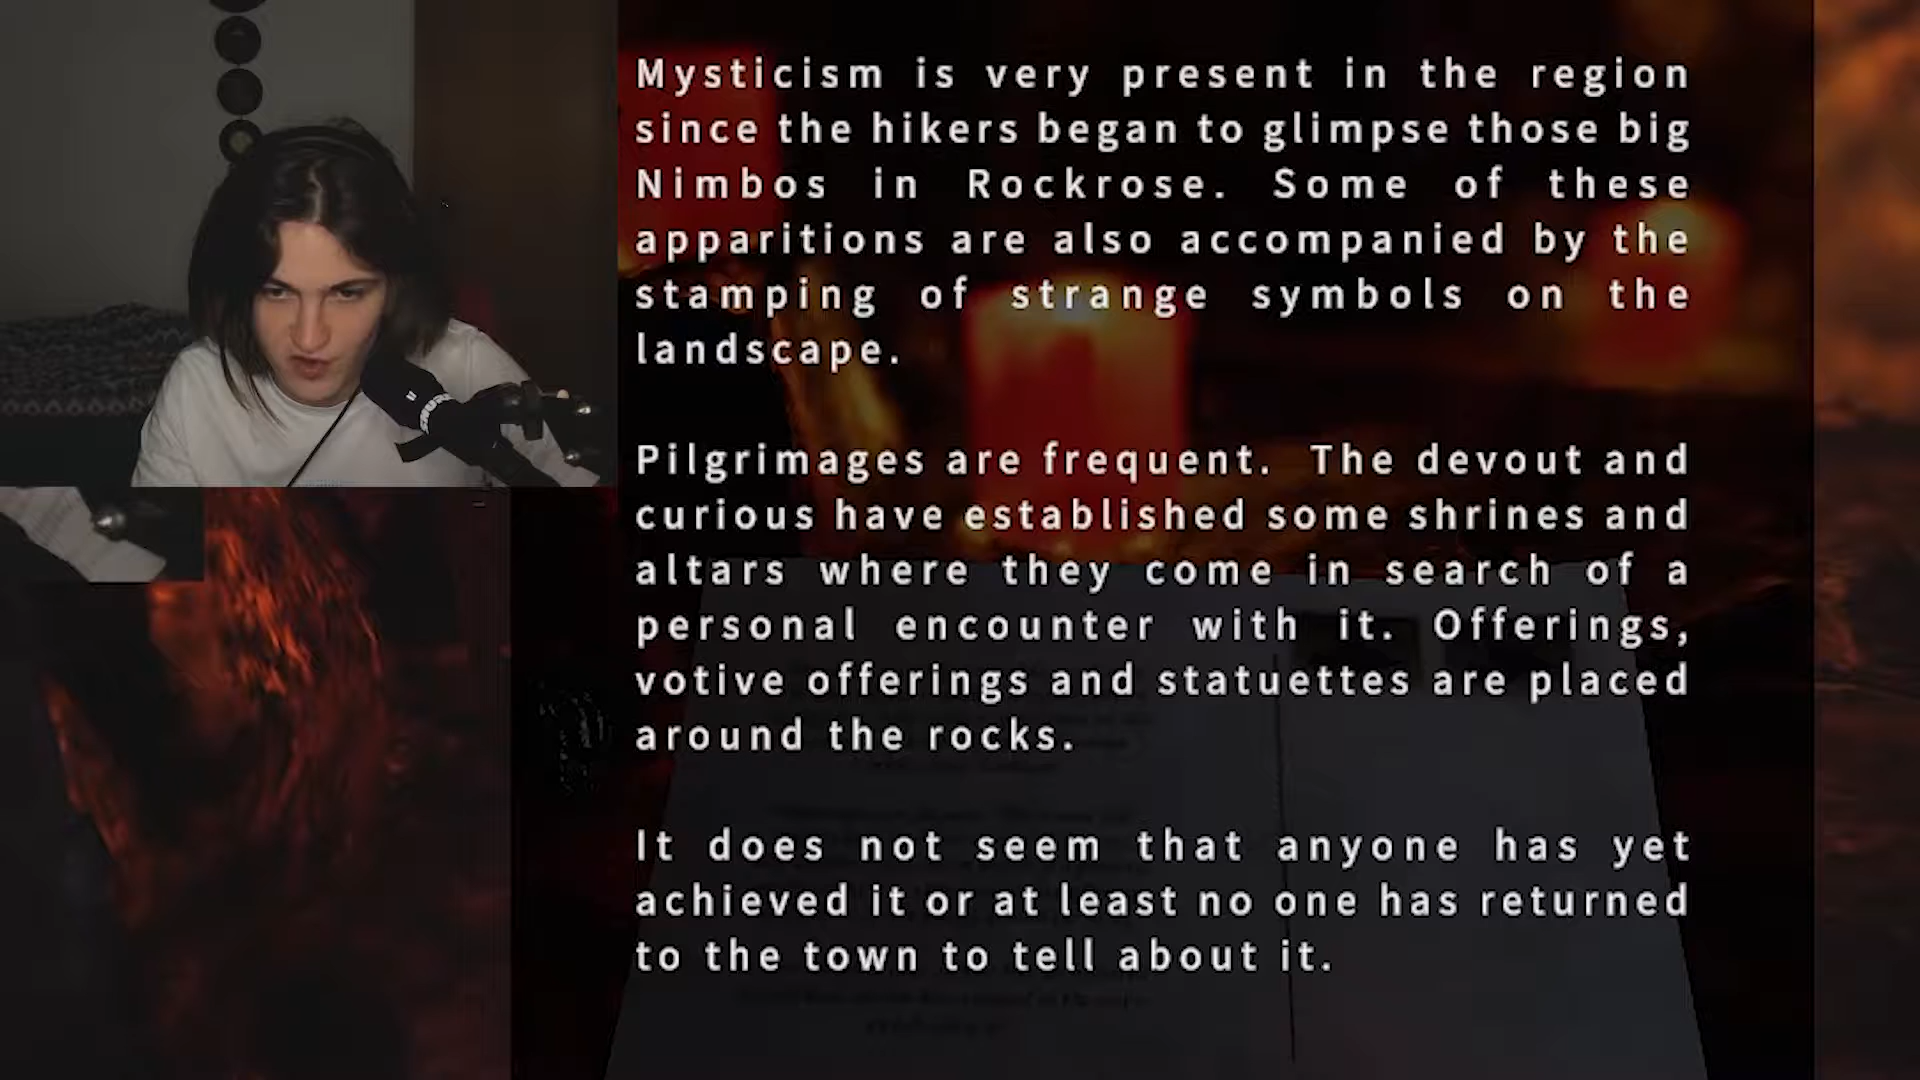 Mysticism is very present in the region
since the hikers began to glimpse those big
Nimbos in Rockrose. Some of these
apparitions are also accompanied by the
stamping of strange symbols on the
landscape.
Pilgrimages are frequent. The devout and
curious have established some shrines and
altars where they come in search of a
personal encounter with it. Offerings,
votive offerings and statuettes are placed
around the rocks.
It does not seem that anyone has yet
achieved it or at least no one has returned
to the town to tell about it.